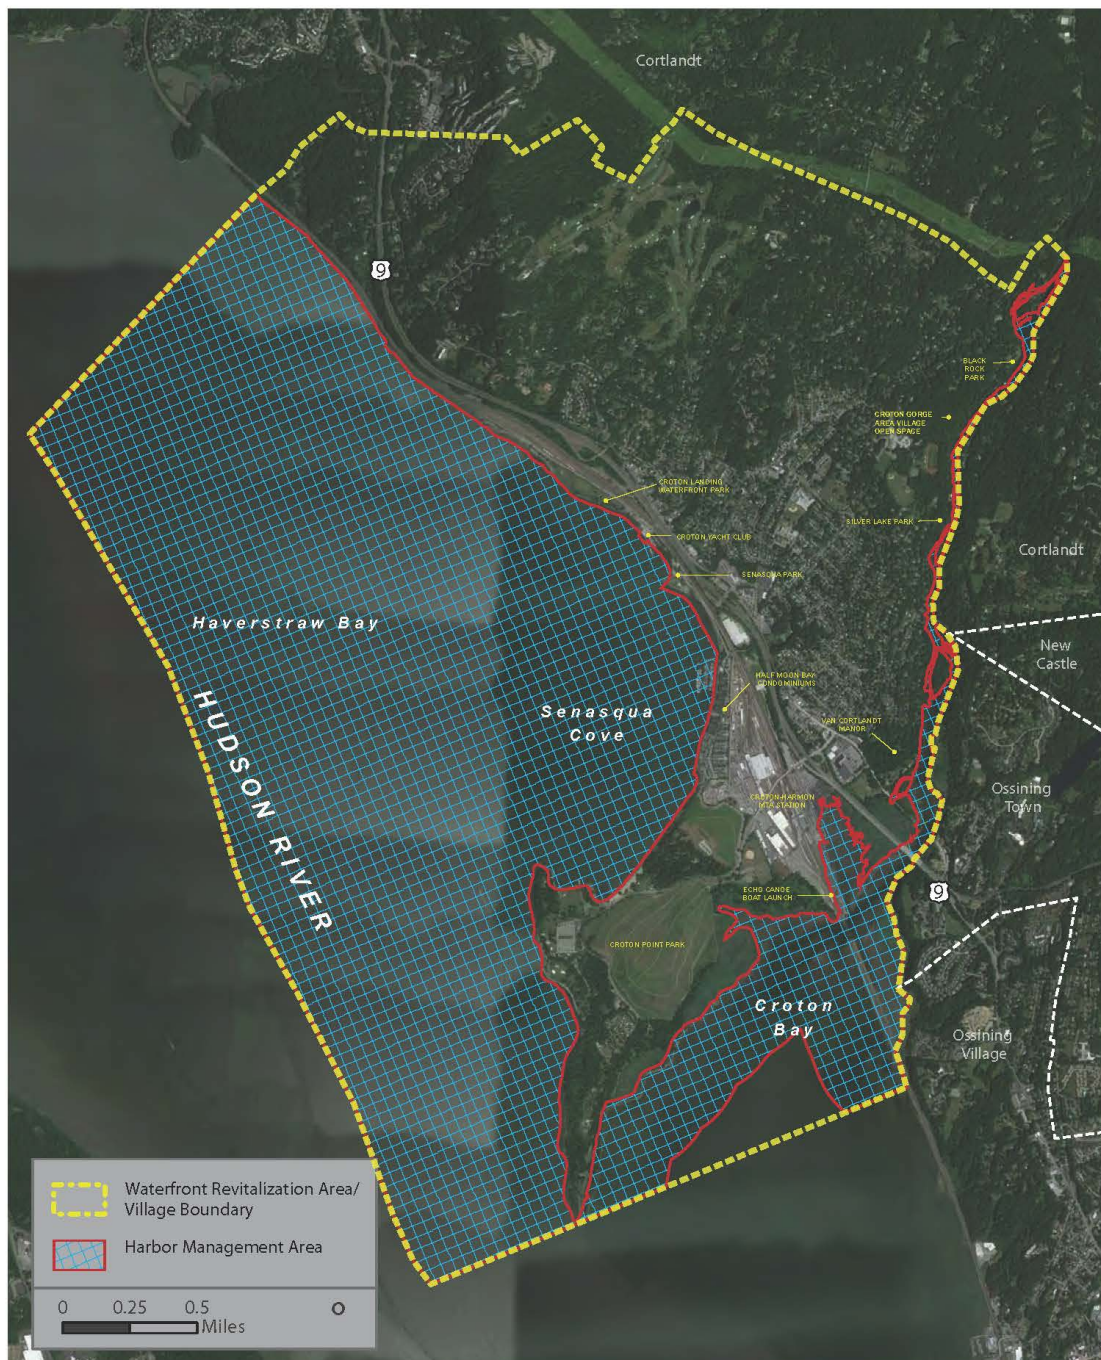 Cortlandt
9
BLACK
ROCK
PARK
CROTON GORGE
AREA VILLAGE
OPEN SPACE
CROTON LANDING
WATERFRONT PARK
SILVER LAKE PARK
CROTON YACHT CLUB
Cortlandt
SENASQUA PARK
Haverstraw Bay
New
Castle
HALF MOON BAY
CONDOMINIUMS
HUDSON RIVER
Senasqua
Cove
VAN CORTLANDT
MANOR
Ossining
Town
CROTON-HARMON
MTA STATION
ECHO CANOE
BOAT LAUNCH
9
CROTON POINT PARK
Croton
Bay
Ossining
Village
Waterfront Revitalization Area/
Village Boundary
Harbor Management Area
0 0.25 0.5
Miles